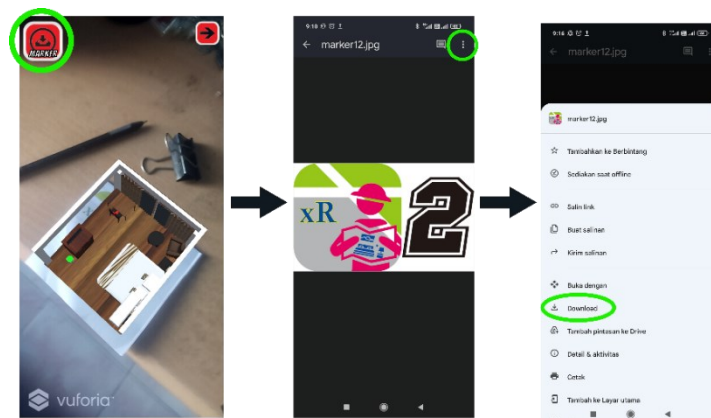 MARKER
vuforia
9:18
marker12.jpg
xR
2
9:16
marker12.jpg
marker12.jpg
Tambahkan ke Berbintang
Sediakan saat offline
Salin link
Buat salinan
Kirim salinan
Buka dengan
Download
Tambah pintasan ke Drive
Detail & aktivitas
Cetak
Tambah ke Layar utama